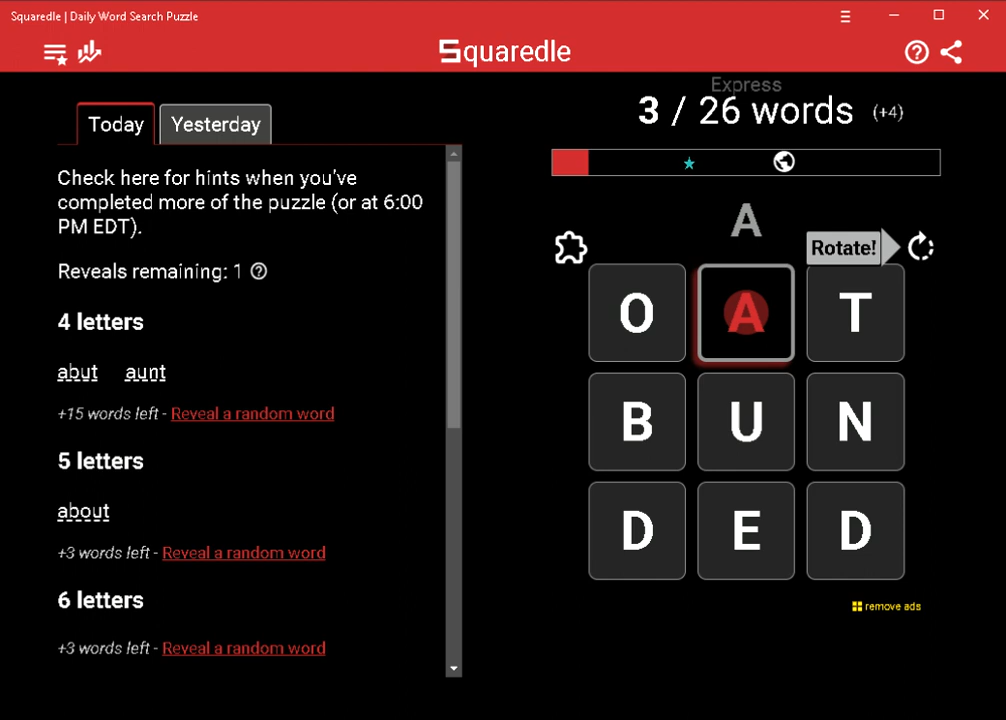 Squaredle | Daily Word Search Puzzle
Squaredle
Today
Yesterday
Check here for hints when you've
completed more of the puzzle (or at 6:00
PM EDT).
Reveals remaining: 1
4 letters
abut aunt
+15 words left - Reveal a random word
5 letters
about
+3 words left - Reveal a random word
6 letters
+3 words left - Reveal a random word
Express
3 / 26 words (+4)
A
Rotate!
O A T
B U N
D E D
remove ads